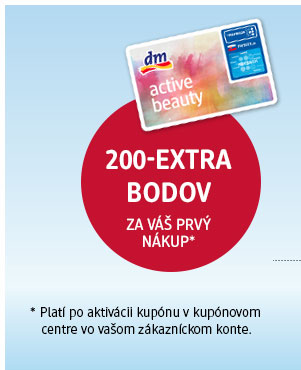 dm
active
beauty
200-EXTRA
BODOV
ZA VÁŠ PRVÝ
NÁKUP*
* Platí po aktivácii kupónu v kupónovom
centre vo vašom zákazníckom konte.